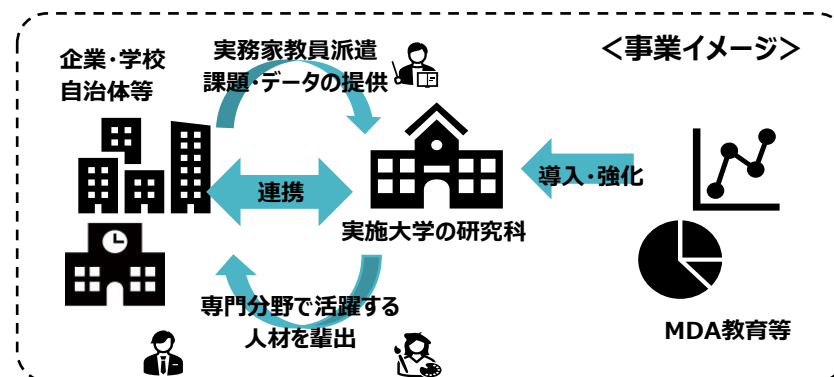 <事業イメージ>
企業・学校
自治体等
実務家教員派遣
課題・データの提供
連携
導入・強化
実施大学の研究科
専門分野で活躍する
人材を輩出
MDA教育等